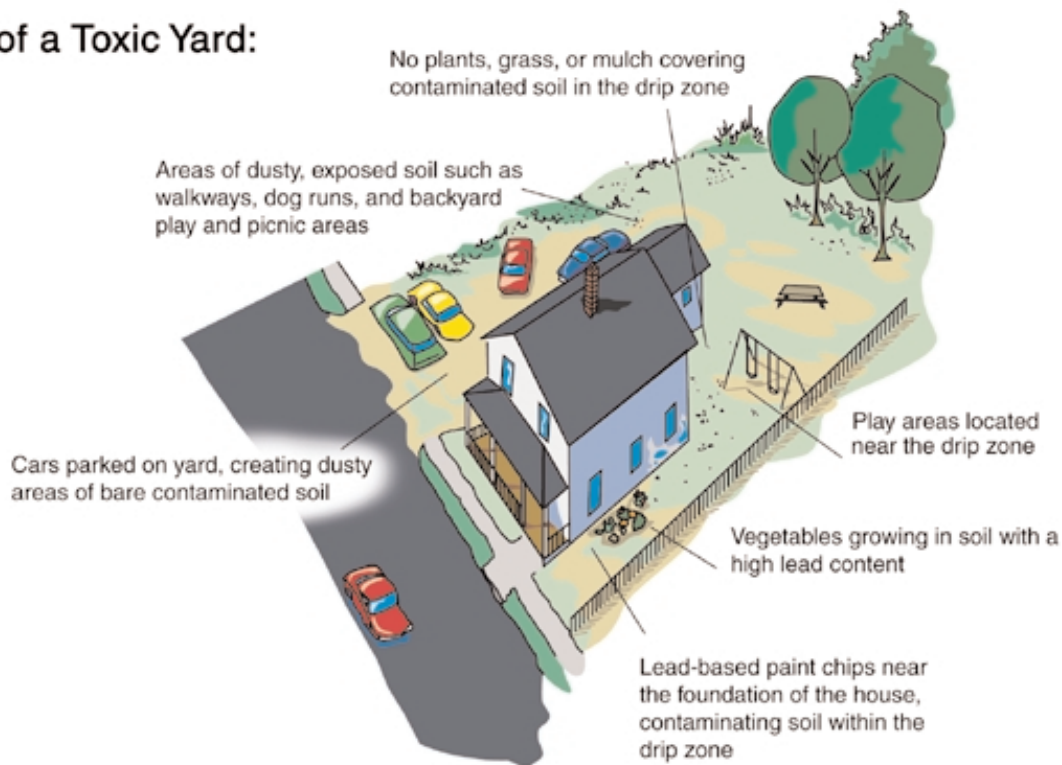 of a Toxic Yard:
No plants, grass, or mulch covering
contaminated soil in the drip zone
Areas of dusty, exposed soil such as
walkways, dog runs, and backyard
play and picnic areas
Cars parked on yard, creating dusty
areas of bare contaminated soil
Play areas located
near the drip zone
Vegetables growing in soil with a
high lead content
Lead-based paint chips near
the foundation of the house,
contaminating soil within the
drip zone